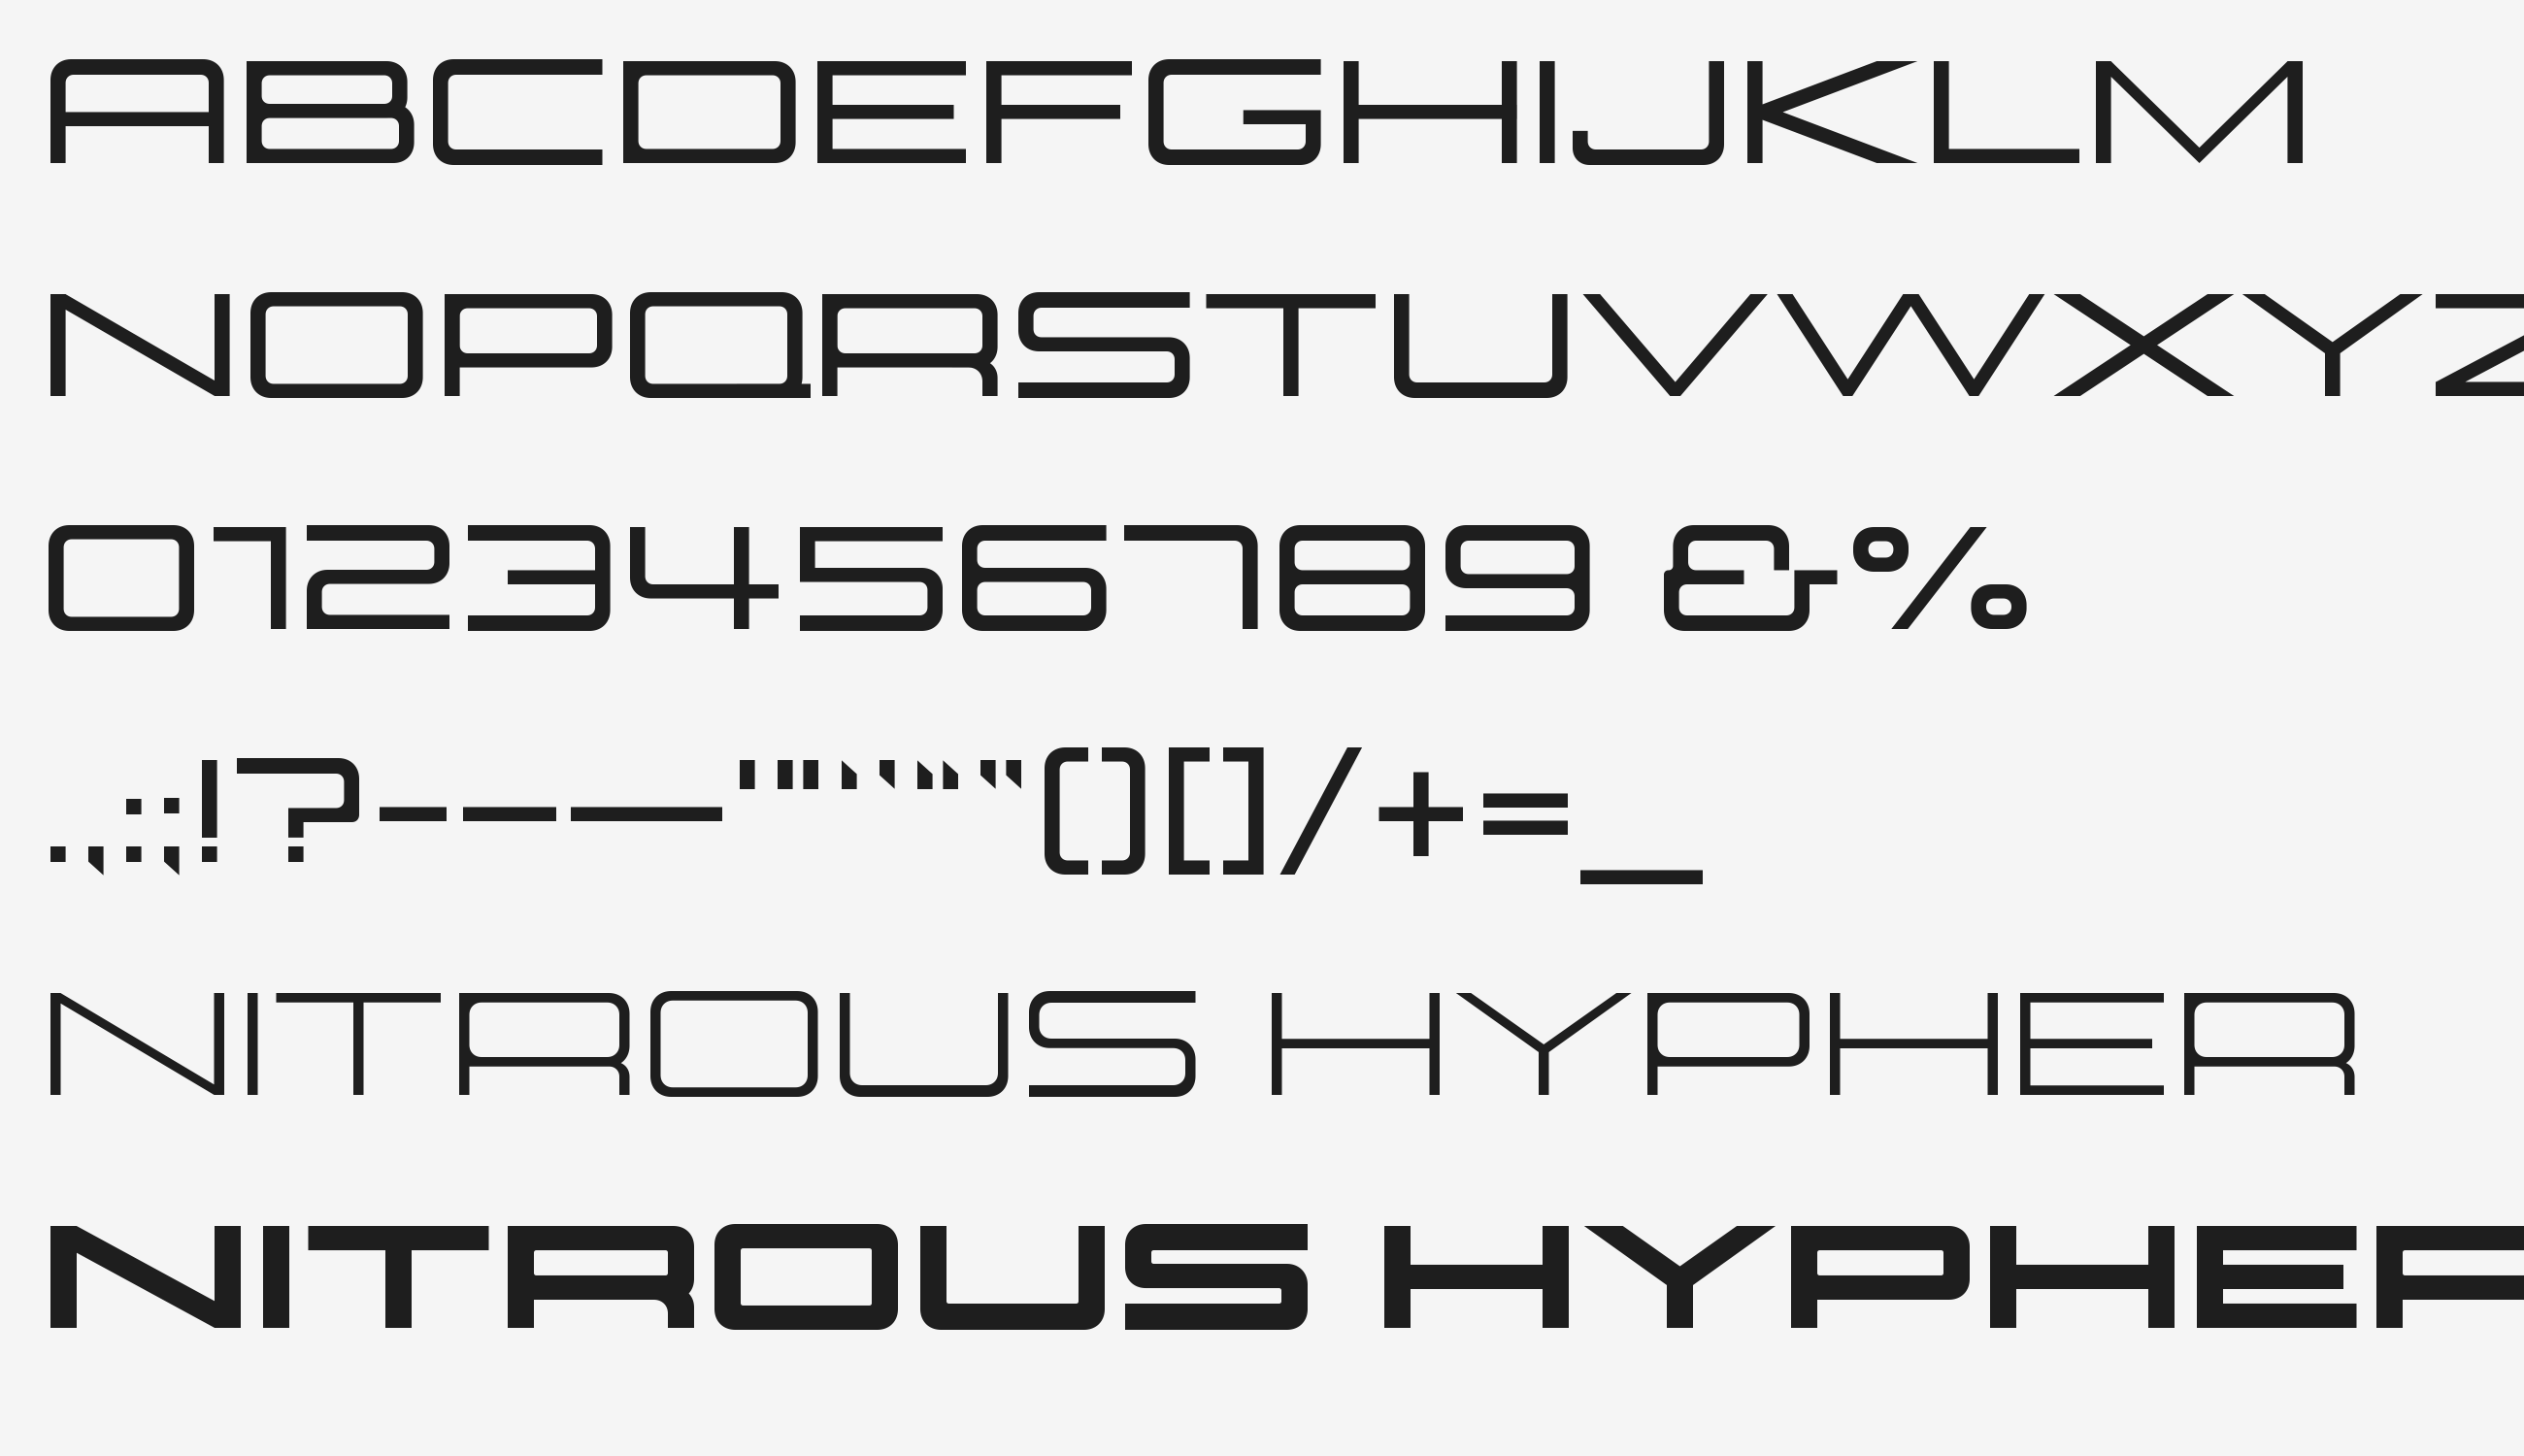 ABCDEFGHIJKLM
NOPQRSTUVWXYZ
0123456789 &%
.,:;!?-–—'"‘’“”()[]/+=_
NITROUS HYPHER
NITROUS HYPHER